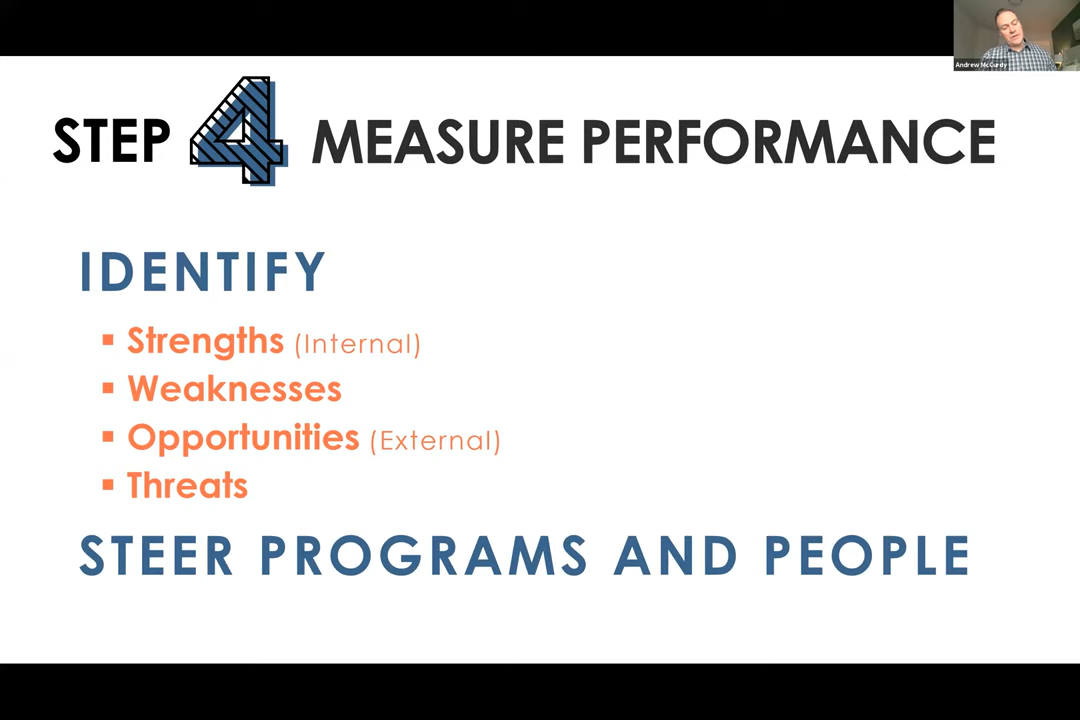 Andrew McCurdy
STEP 4 MEASURE PERFORMANCE
IDENTIFY
▪ Strengths (Internal)
▪ Weaknesses
▪ Opportunities (External)
▪ Threats
STEER PROGRAMS AND PEOPLE